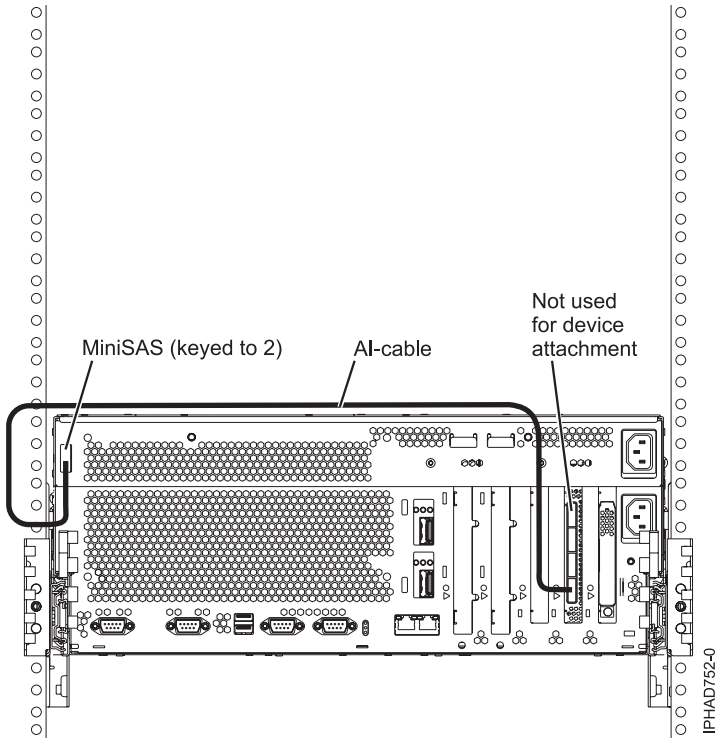 Not used
for device
attachment
MiniSAS (keyed to 2)
AI-cable
IPHAD752-0